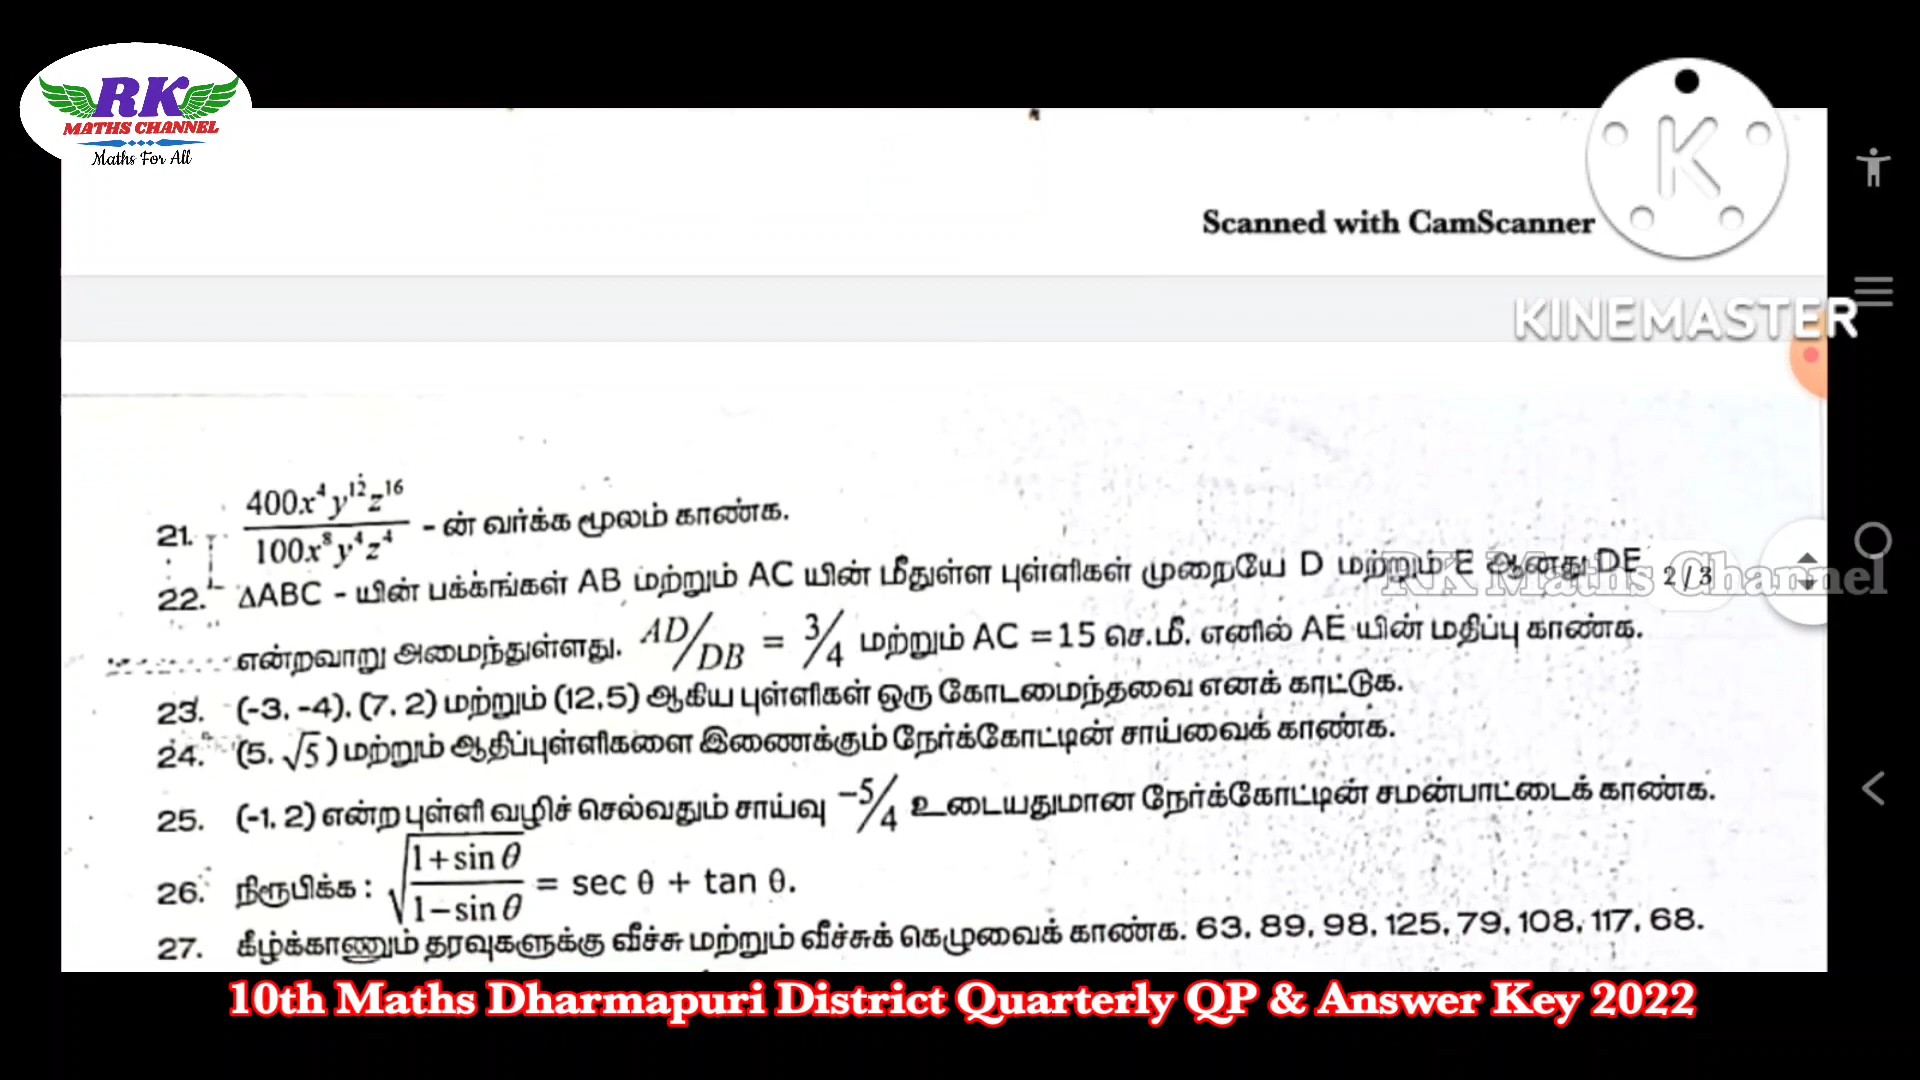 RK
MATHS CHANNEL
Maths For All
K
Scanned with CamScanner
KINEMASTER
21. 400x⁴y¹²z¹⁶ / 100x⁸y⁴z⁴ - ன் வர்க்க மூலம் காண்க.
22. ΔABC - யின் பக்க்ங்கள் AB மற்றும் AC யின் மீதுள்ள புள்ளிகள் முறையே D மற்றும் E ஆனது DE
RK Maths Channel
2 / 3
என்றவாறு அமைந்துள்ளது. AD/DB = 3/4 மற்றும் AC = 15 செ.மீ. எனில் AE யின் மதிப்பு காண்க.
23. (-3, -4), (7, 2) மற்றும் (12,5) ஆகிய புள்ளிகள் ஒரு கோடமைந்தவை எனக் காட்டுக.
24. (5, √5) மற்றும் ஆதிப்புள்ளிகளை இணைக்கும் நேர்க்கோட்டின் சாய்வைக் காண்க.
25. (-1, 2) என்ற புள்ளி வழிச் செல்வதும் சாய்வு -5/4 உடையதுமான நேர்க்கோட்டின் சமன்பாட்டைக் காண்க.
26. நிரூபிக்க : √(1+sin θ / 1-sin θ) = sec θ + tan θ.
27. கீழ்க்காணும் தரவுகளுக்கு வீச்சு மற்றும் வீச்சுக் கெழுவைக் காண்க. 63, 89, 98, 125, 79, 108, 117, 68.
10th Maths Dharmapuri District Quarterly QP & Answer Key 2022